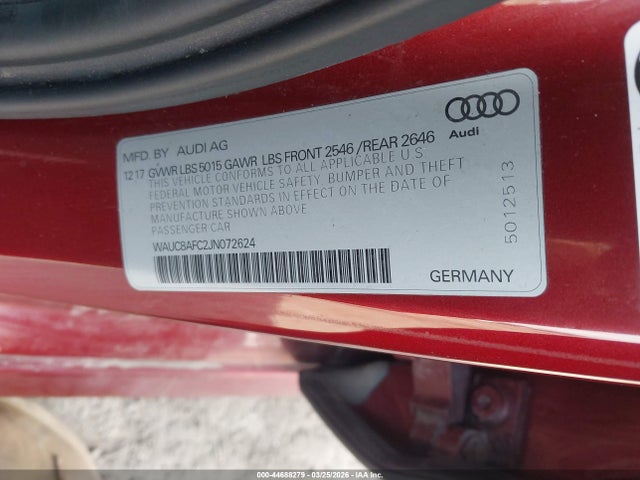 MFD. BY AUDI AG
12 17 GVWR LBS 5015 GAWR LBS FRONT 2546 /REAR 2646
THIS VEHICLE CONFORMS TO ALL APPLICABLE U.S.
FEDERAL MOTOR VEHICLE SAFETY, BUMPER AND THEFT
PREVENTION STANDARDS IN EFFECT ON THE DATE OF
MANUFACTURE SHOWN ABOVE
PASSENGER CAR
WAUC8AFC2JN072624
GERMANY
Audi
5012513
000-44688279 - 03/25/2026 - IAAI.com